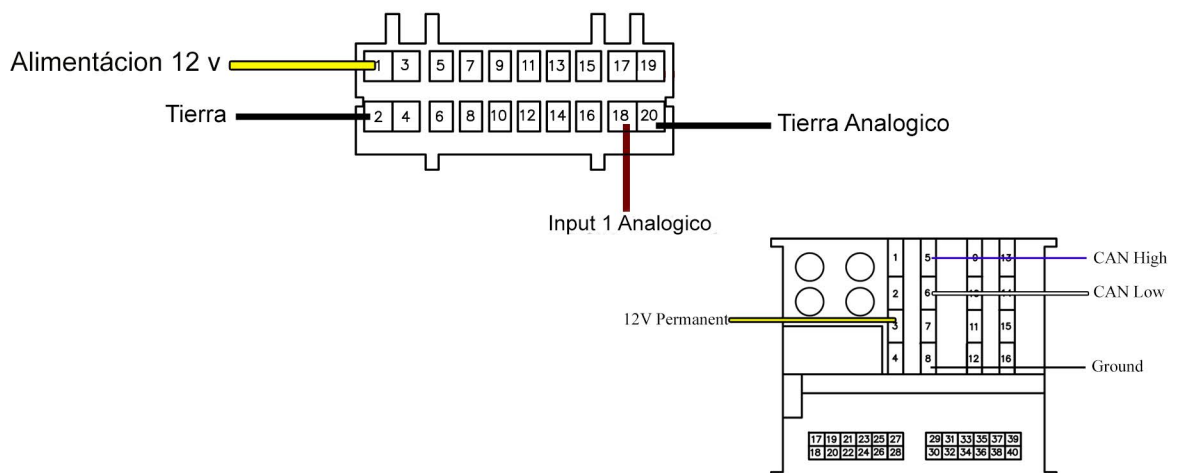 Alimentácion 12 v
1 3 5 7 9 11 13 15 17 19
Tierra
2 4 6 8 10 12 14 16 18 20
Tierra Analogico
Input 1 Analogico
1 5 9 13
CAN High
2 6 10 14
CAN Low
12V Permanent
3 7 11 15
4 8 12 16
Ground
17 19 21 23 25 27 29 31 33 35 37 39
18 20 22 24 26 28 30 32 34 36 38 40